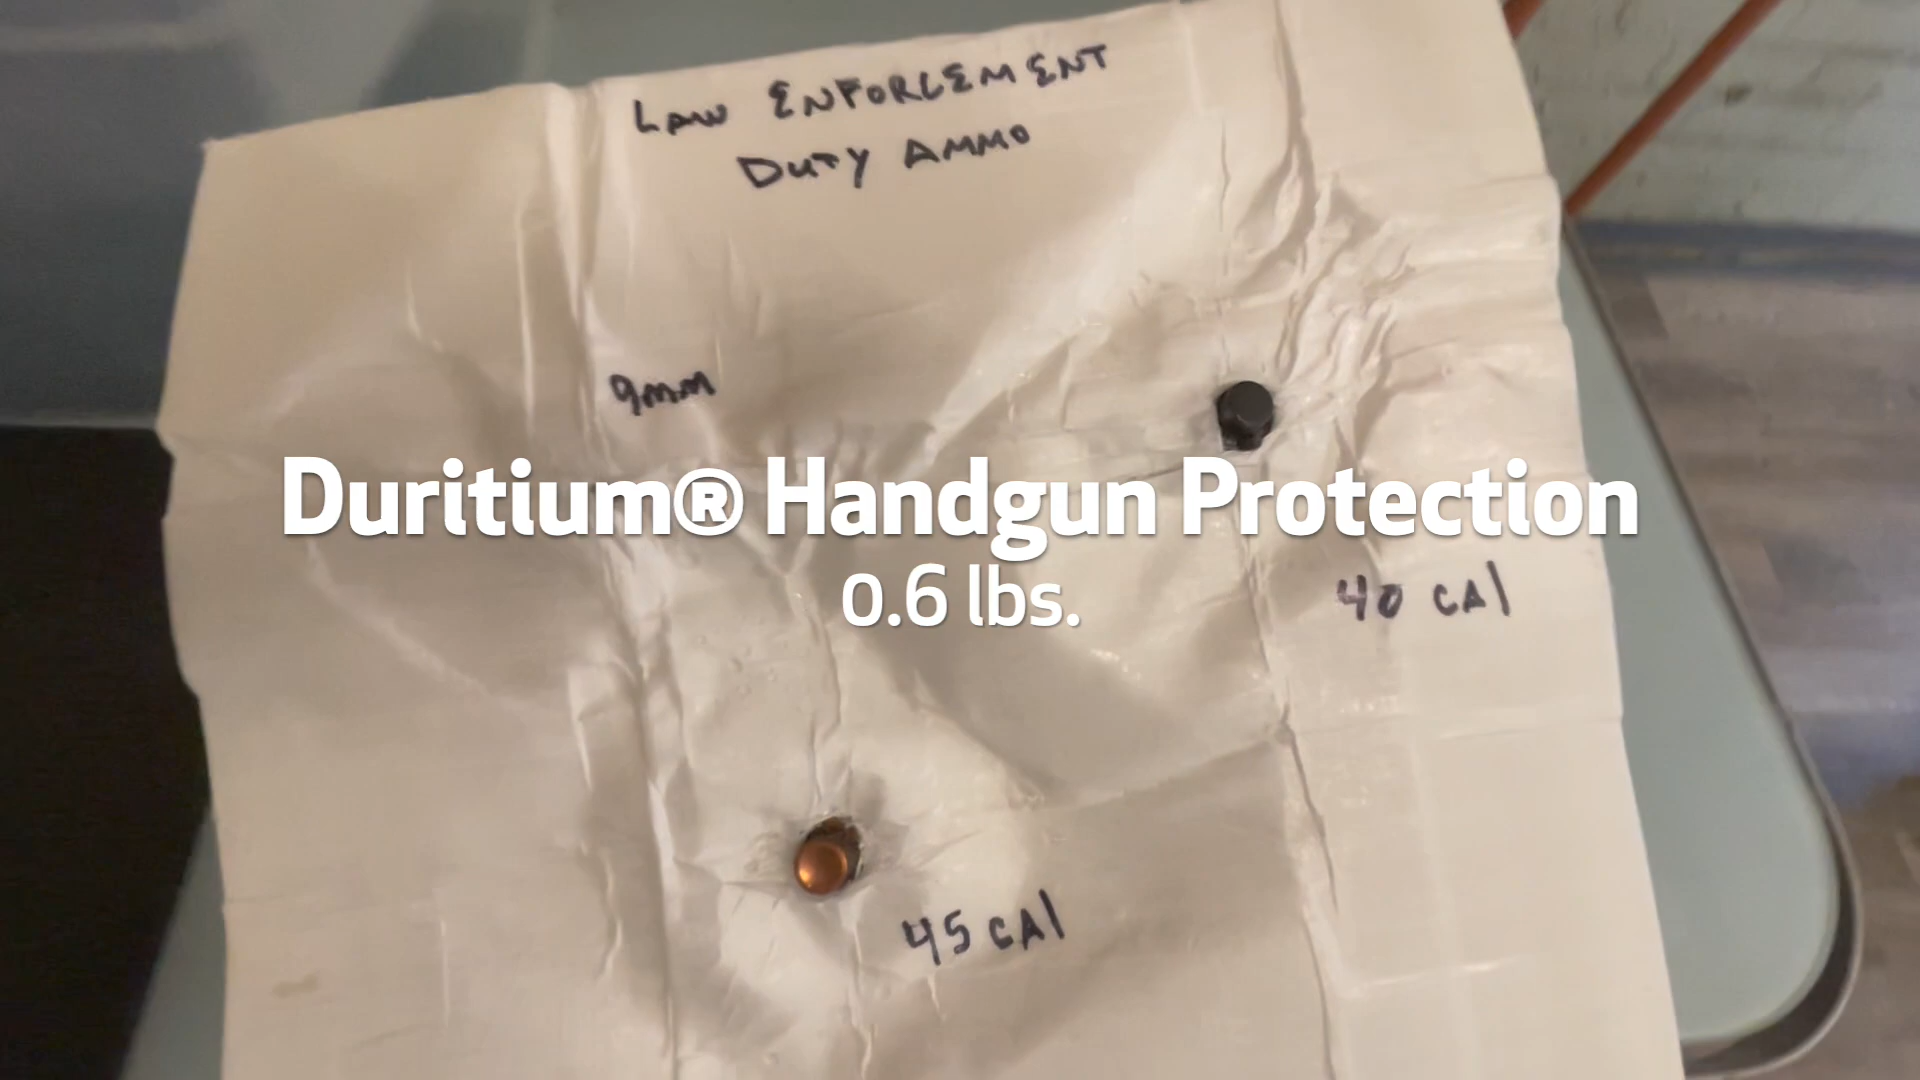 LAW ENFORCEMENT
DUTY AMMO
9mm
Duritium® Handgun Protection
0.6 lbs.
40 CAl
45 CAl